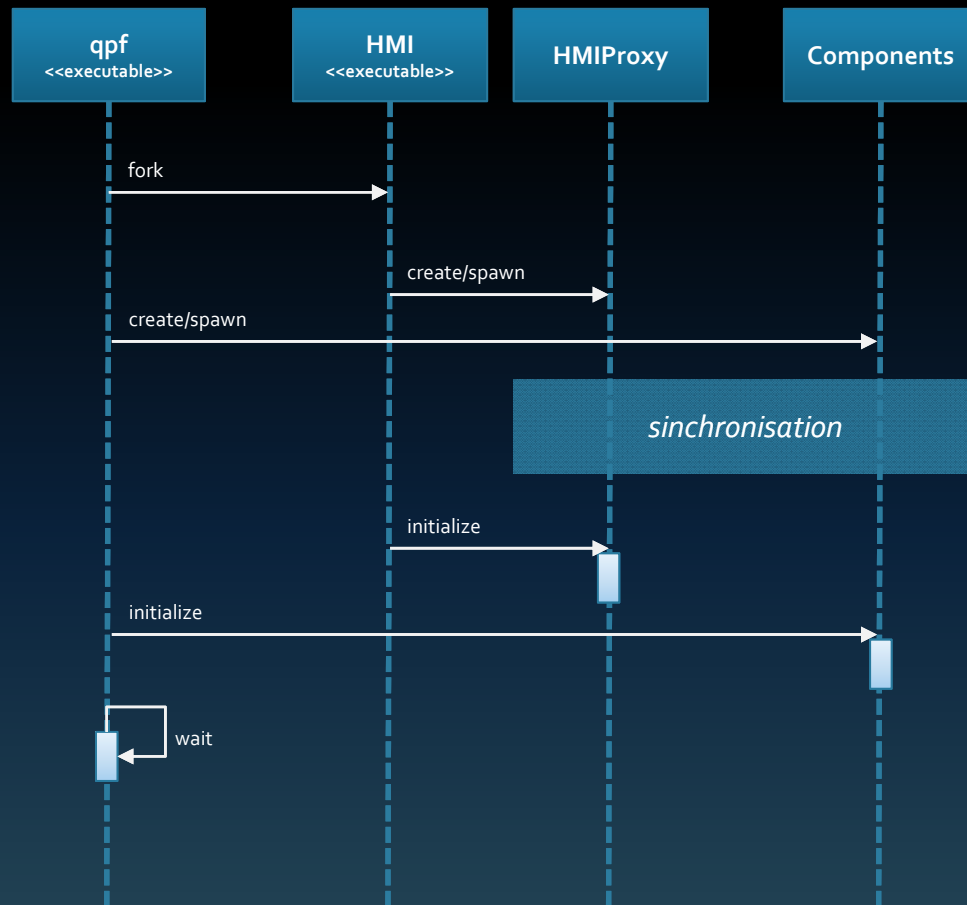 qpf
<<executable>>
HMI
<<executable>>
HMIProxy
Components
fork
create/spawn
create/spawn
sinchronisation
initialize
initialize
wait